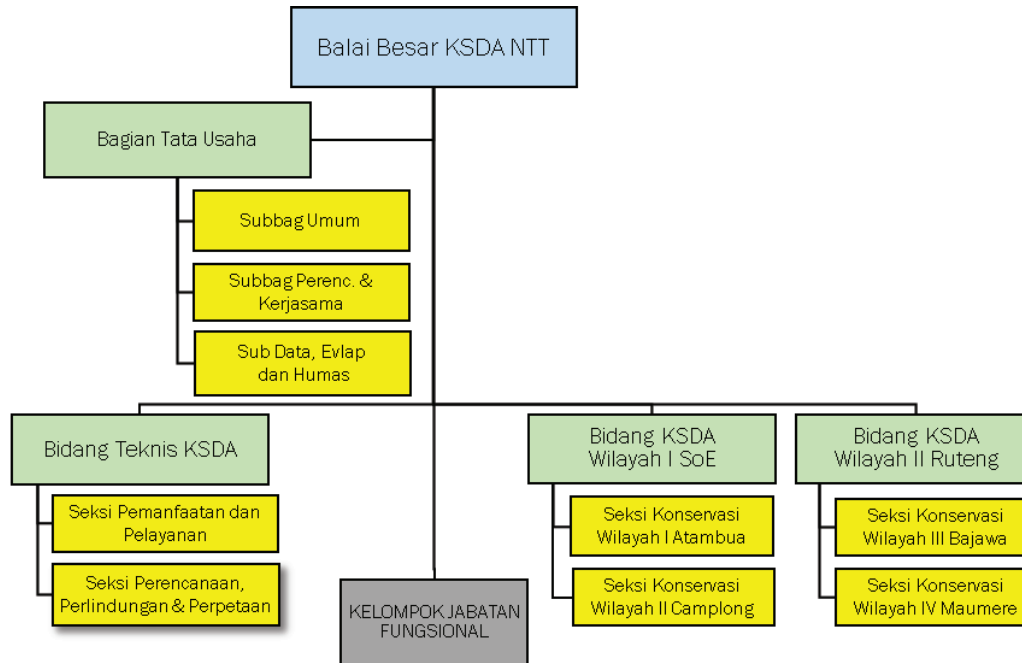 Balai Besar KSDA NTT
Bagian Tata Usaha
Subbag Umum
Subbag Perenc. &
Kerjasama
Sub Data, Evlap
dan Humas
Bidang Teknis KSDA
Seksi Pemanfaatan dan
Pelayanan
Seksi Perencanaan,
Perlindungan & Perpetaan
KELOMPOK JABATAN
FUNGSIONAL
Bidang KSDA
Wilayah I SoE
Seksi Konservasi
Wilayah I Atambua
Seksi Konservasi
Wilayah II Camplong
Bidang KSDA
Wilayah II Ruteng
Seksi Konservasi
Wilayah III Bajawa
Seksi Konservasi
Wilayah IV Maumere